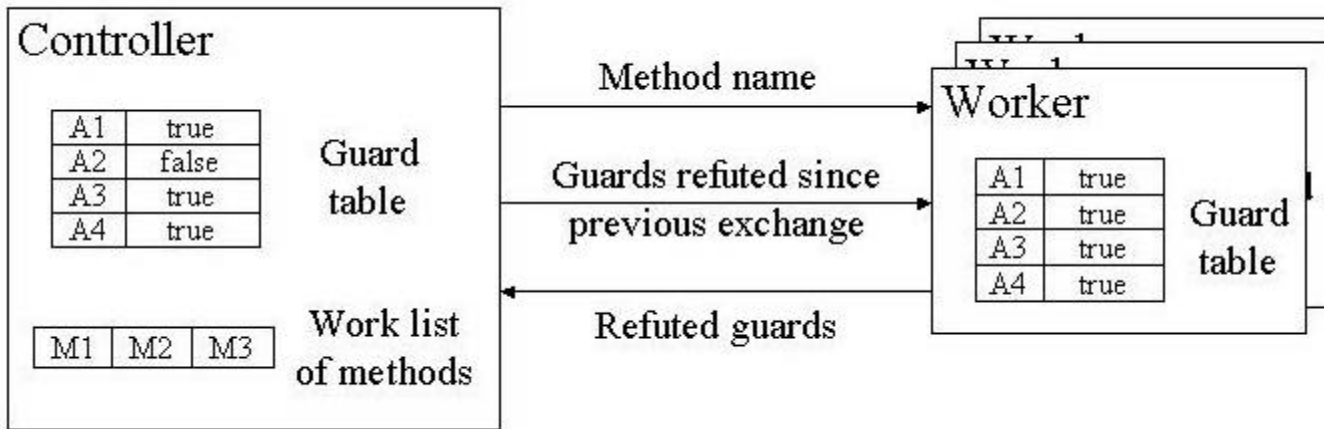 Controller
A1 true
A2 false
A3 true
A4 true
Guard
table
M1 M2 M3
Work list
of methods
Method name
Guards refuted since
previous exchange
Refuted guards
Worker
A1 true
A2 true
A3 true
A4 true
Guard
table